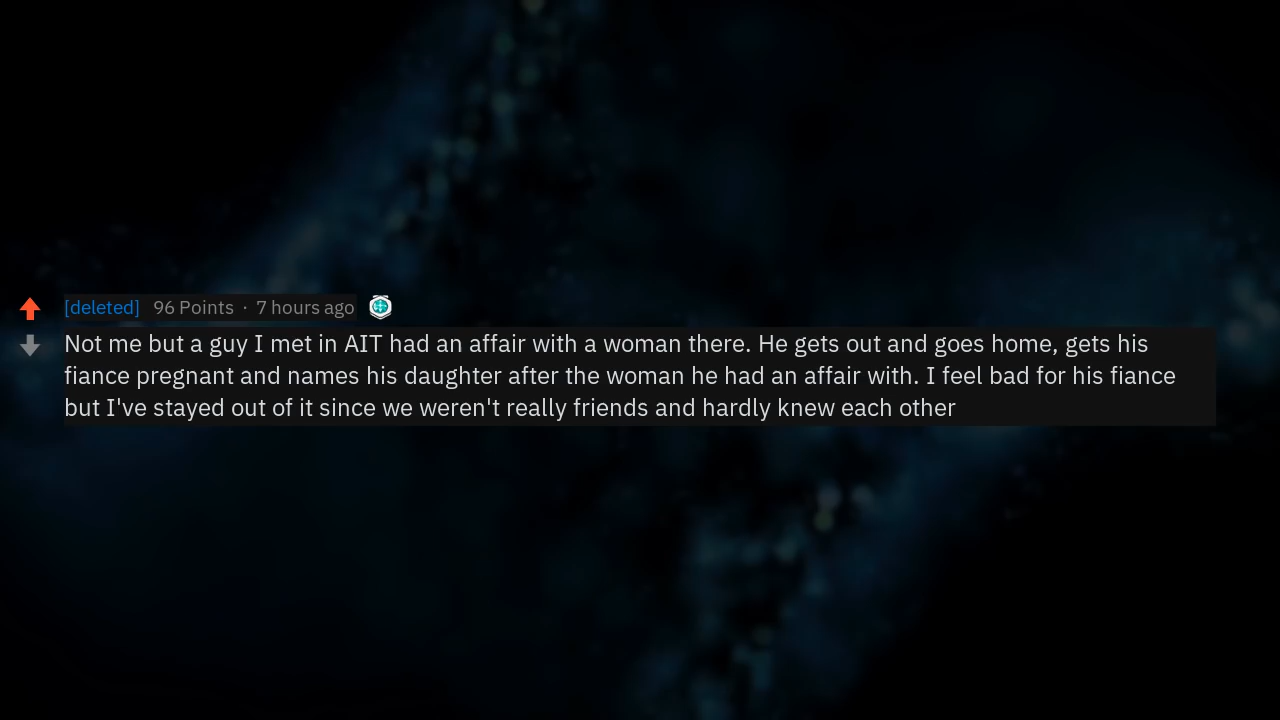 [deleted] 96 Points · 7 hours ago
Not me but a guy I met in AIT had an affair with a woman there. He gets out and goes home, gets his
fiance pregnant and names his daughter after the woman he had an affair with. I feel bad for his fiance
but I've stayed out of it since we weren't really friends and hardly knew each other